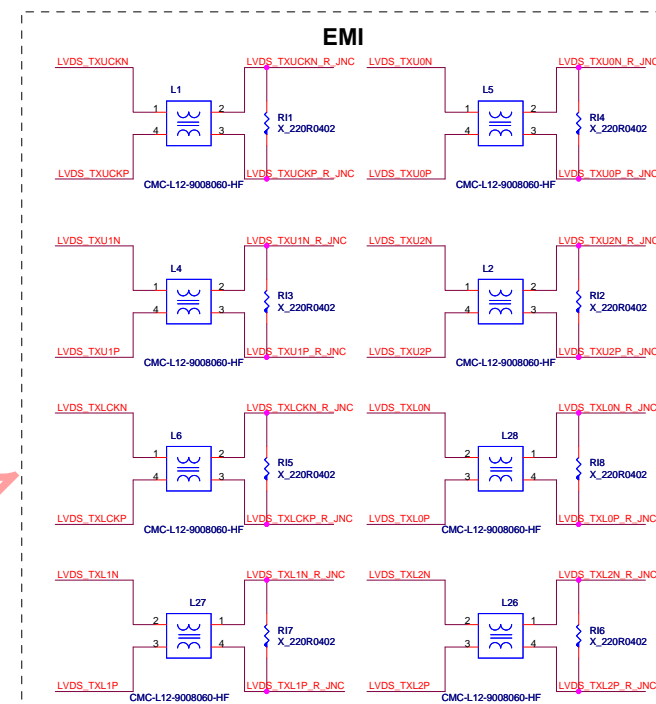 EMI
LVDS_TXUCKN LVDS_TXUCKN_R_JNC
L1
1 2
4 3
RI1
X_220R0402
LVDS_TXUCKP LVDS_TXUCKP_R_JNC
CMC-L12-9008060-HF
LVDS_TXU0N LVDS_TXU0N_R_JNC
L5
1 2
4 3
RI4
X_220R0402
LVDS_TXU0P LVDS_TXU0P_R_JNC
CMC-L12-9008060-HF
LVDS_TXU1N LVDS_TXU1N_R_JNC
L4
1 2
4 3
RI3
X_220R0402
LVDS_TXU1P LVDS_TXU1P_R_JNC
CMC-L12-9008060-HF
LVDS_TXU2N LVDS_TXU2N_R_JNC
L2
1 2
4 3
RI2
X_220R0402
LVDS_TXU2P LVDS_TXU2P_R_JNC
CMC-L12-9008060-HF
LVDS_TXLCKN LVDS_TXLCKN_R_JNC
L6
1 2
4 3
RI5
X_220R0402
LVDS_TXLCKP LVDS_TXLCKP_R_JNC
CMC-L12-9008060-HF
LVDS_TXL0N LVDS_TXL0N_R_JNC
L28
2 1
3 4
RI8
X_220R0402
LVDS_TXL0P LVDS_TXL0P_R_JNC
CMC-L12-9008060-HF
LVDS_TXL1N LVDS_TXL1N_R_JNC
L27
2 1
3 4
RI7
X_220R0402
LVDS_TXL1P LVDS_TXL1P_R_JNC
CMC-L12-9008060-HF
LVDS_TXL2N LVDS_TXL2N_R_JNC
L26
2 1
3 4
RI6
X_220R0402
LVDS_TXL2P LVDS_TXL2P_R_JNC
CMC-L12-9008060-HF